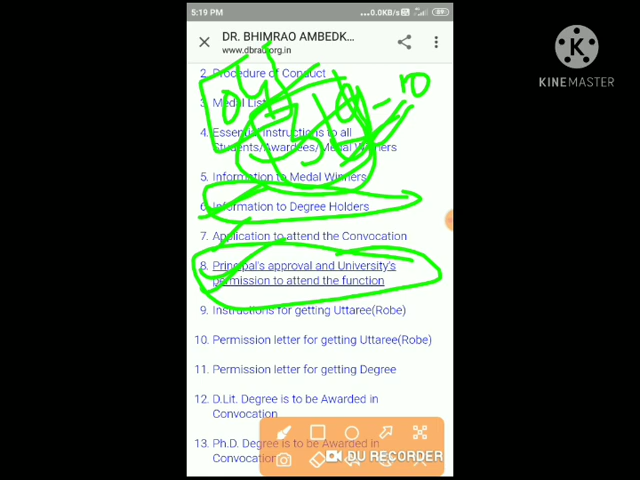 5:19 PM
...0.0KB/s
69
DR. BHIMRAO AMBEDK...
www.dbrau.org.in
KINEMASTER
2. Procedure of Conduct
3. Medal List
10
4. Essential Instructions to all
Students/Awardees/Medal Winners
5. Information to Medal Winners
6. Information to Degree Holders
7. Application to attend the Convocation
8. Principal's approval and University's
permission to attend the function
9. Instructions for getting Uttaree(Robe)
10. Permission letter for getting Uttaree(Robe)
11. Permission letter for getting Degree
12. D.Lit. Degree is to be Awarded in
Convocation
13. Ph.D. Degree is to be Awarded in
Convocation
DU RECORDER